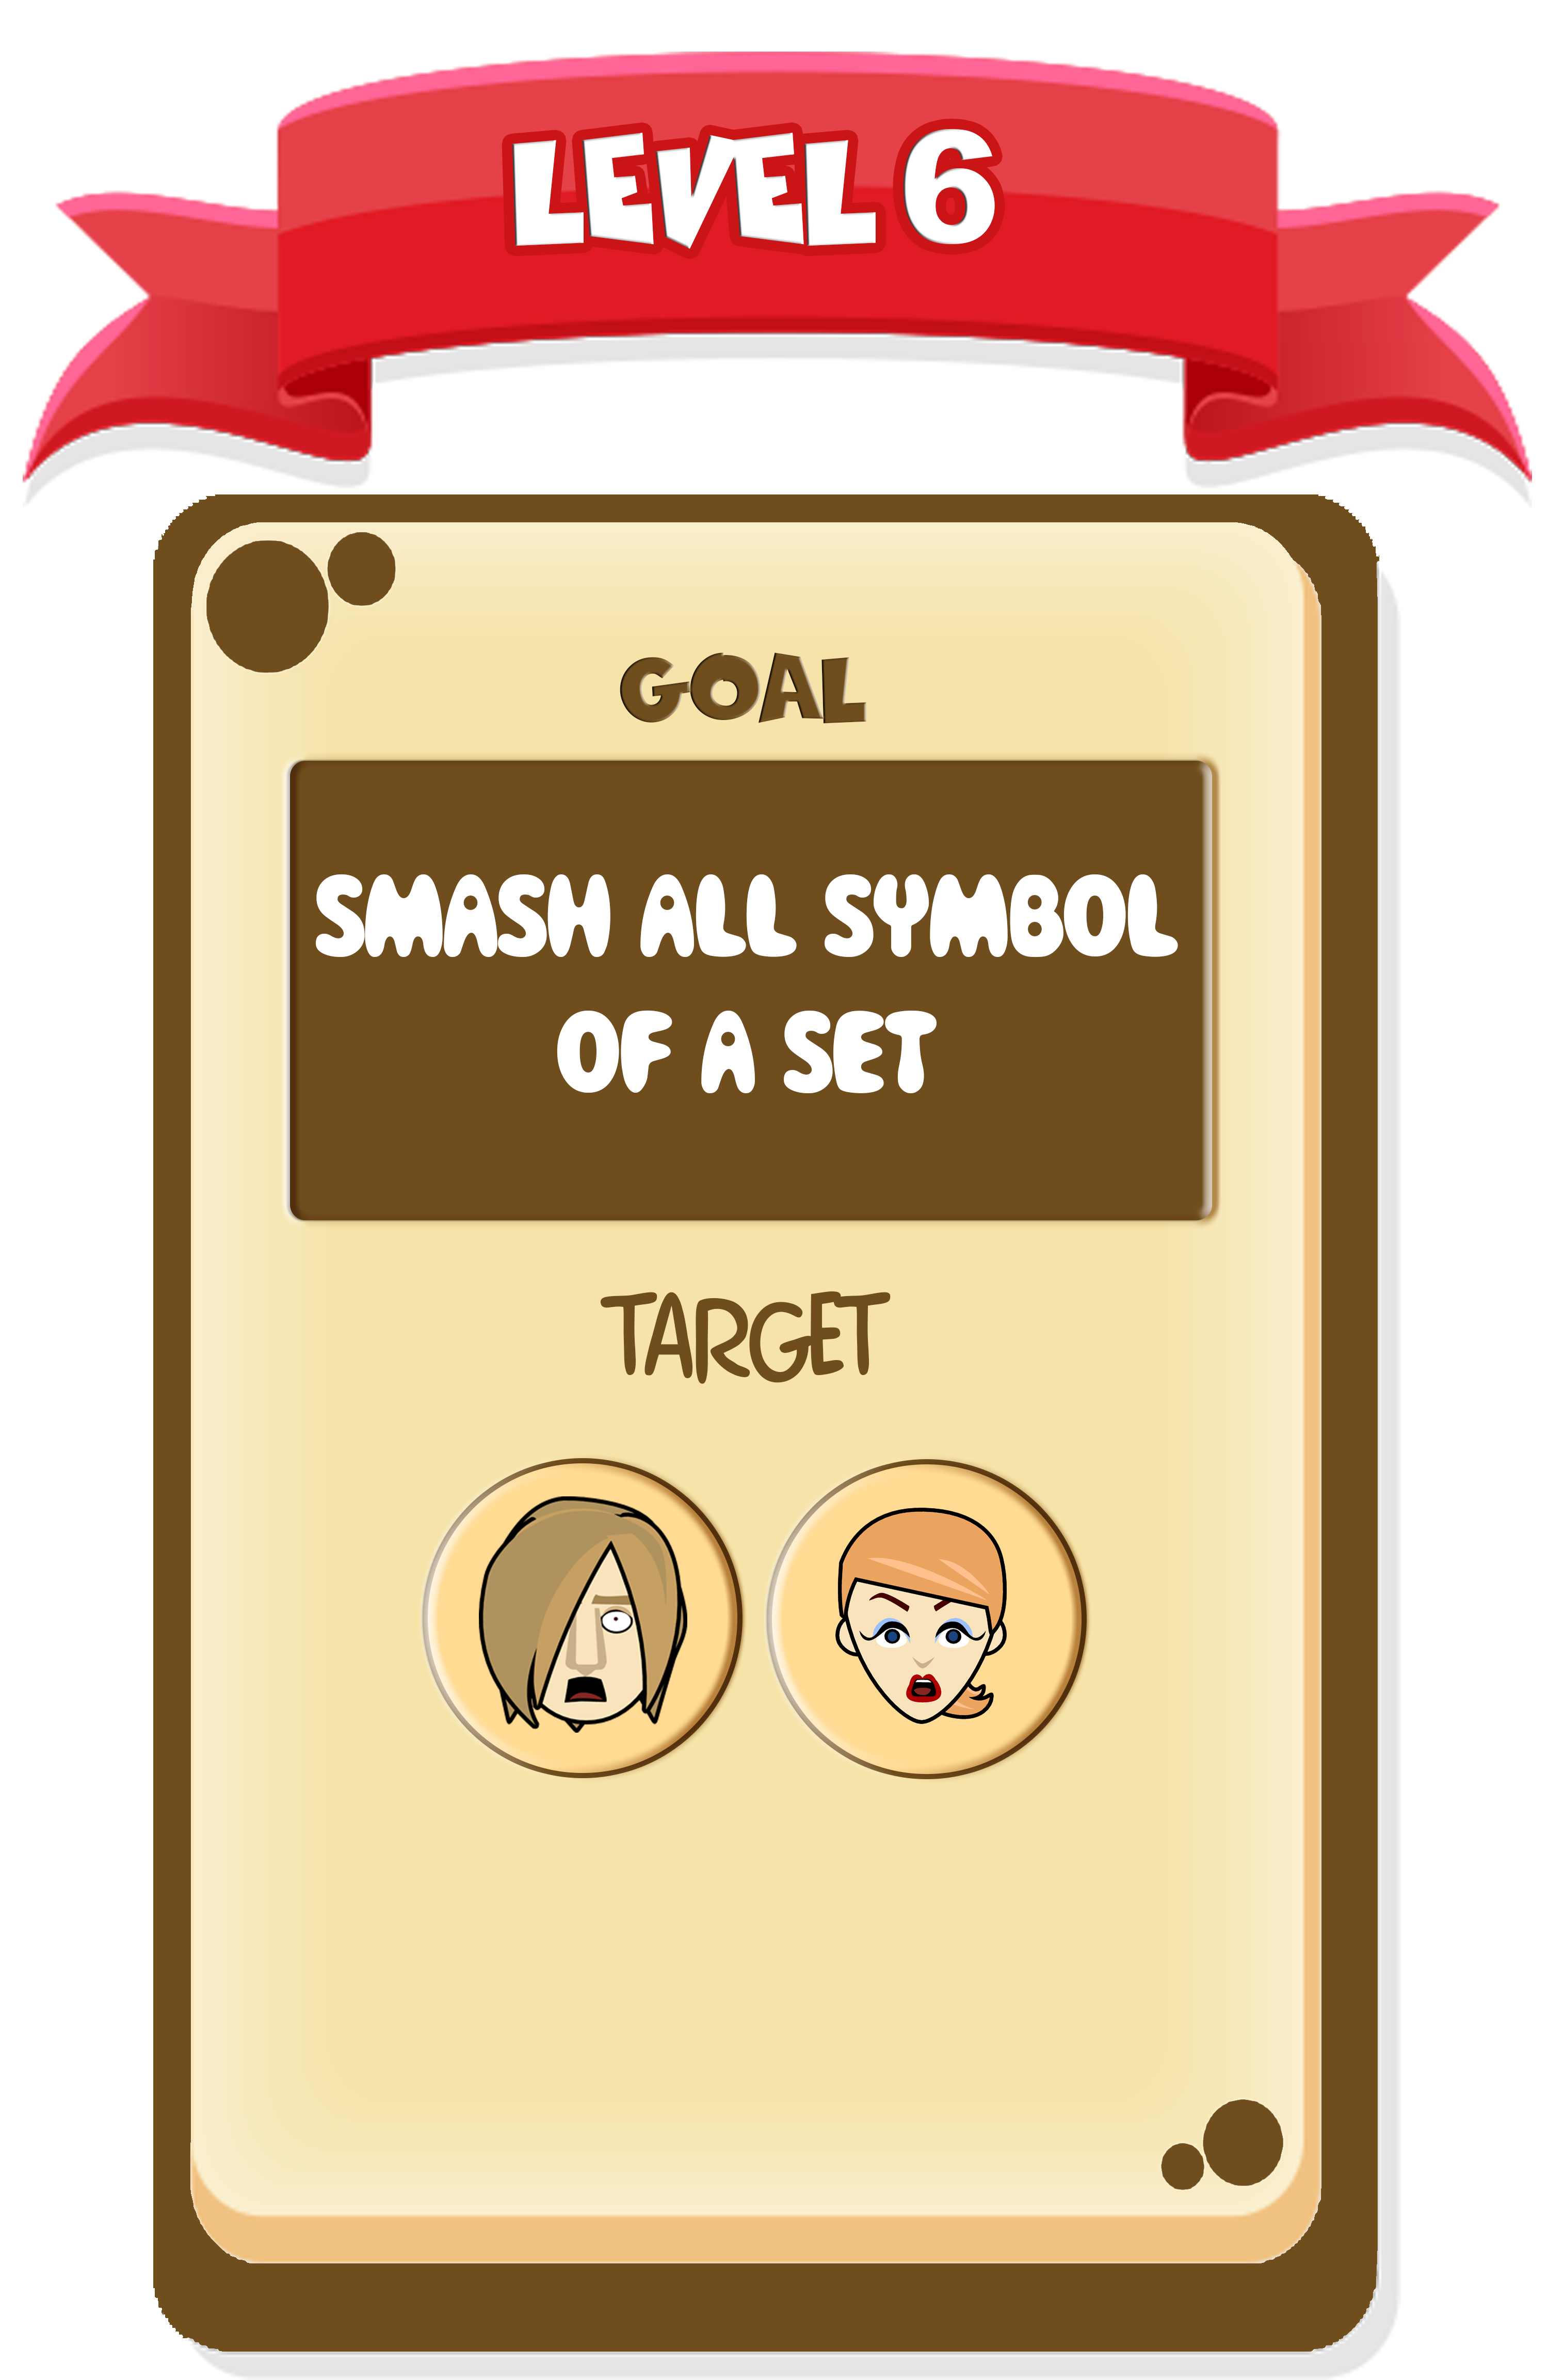 LEVEL 6
GOAL
SMASH ALL SYMBOL
OF A SET
TARGET